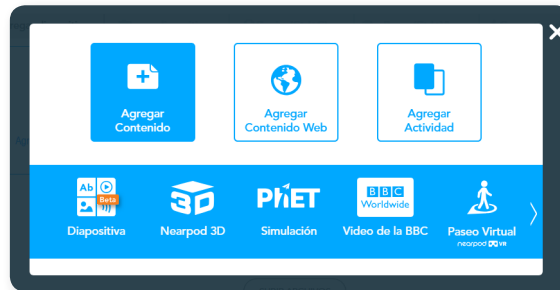 Agregar
Contenido
Agregar
Contenido Web
Agregar
Actividad
Ab
Beta
Diapositiva
3D
Nearpod 3D
PhET
Simulación
BBC
Worldwide
Video de la BBC
Paseo Virtual
nearpod VR